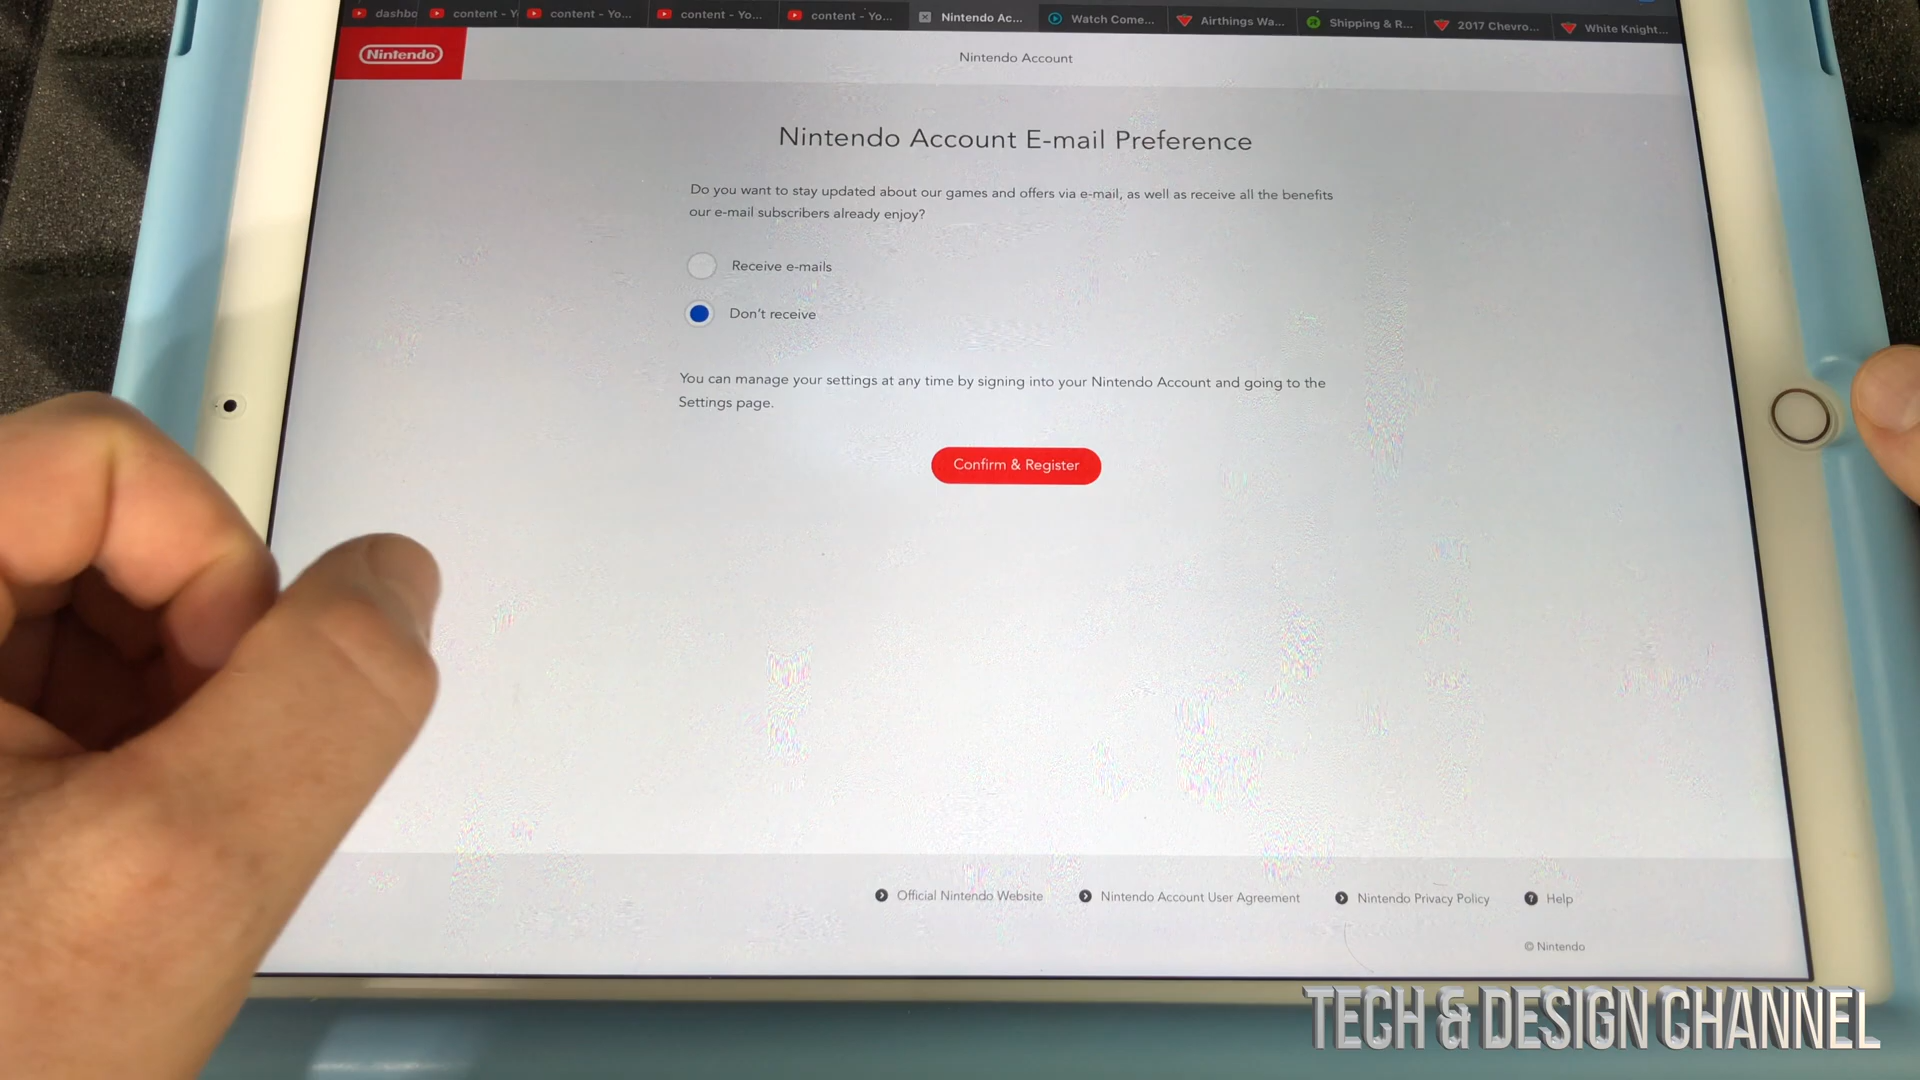 dashbo
content - Y
content - Yo...
content - Yo...
content - Yo...
Nintendo Ac...
Watch Come...
Airthings Wa...
Shipping & R...
2017 Chevro...
White Knight...
Nintendo
Nintendo Account
Nintendo Account E-mail Preference
Do you want to stay updated about our games and offers via e-mail, as well as receive all the benefits
our e-mail subscribers already enjoy?
Receive e-mails
Don't receive
You can manage your settings at any time by signing into your Nintendo Account and going to the
Settings page.
Confirm & Register
Official Nintendo Website
Nintendo Account User Agreement
Nintendo Privacy Policy
Help
© Nintendo
TECH & DESIGN CHANNEL